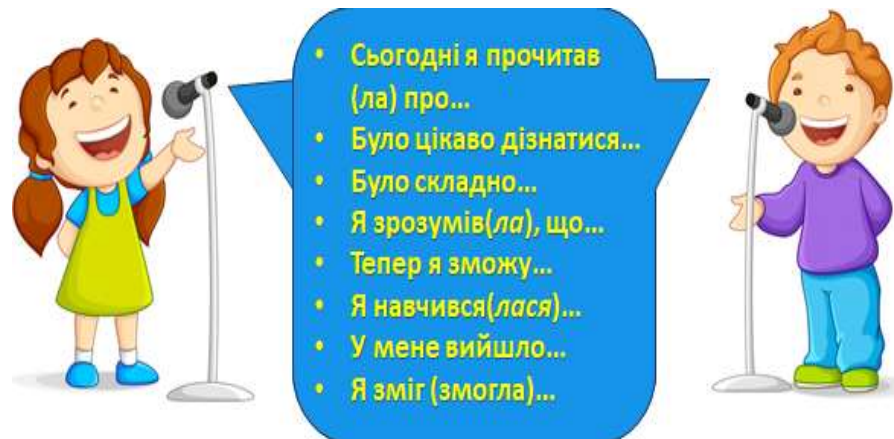 • Сьогодні я прочитав
(ла) про...
• Було цікаво дізнатися...
• Було складно...
• Я зрозумів(ла), що...
• Тепер я зможу...
• Я навчився(лася)...
• У мене вийшло...
• Я зміг (змогла)...